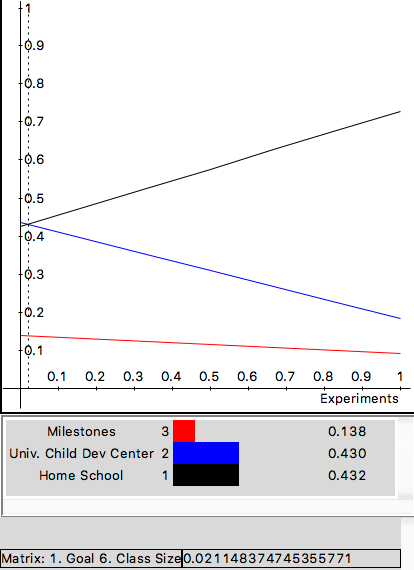 1
0.9
0.8
0.7
0.6
0.5
0.4
0.3
0.2
0.1
0.1 0.2 0.3 0.4 0.5 0.6 0.7 0.8 0.9 1
Experiments
Milestones 3 0.138
Univ. Child Dev Center 2 0.430
Home School 1 0.432
Matrix: 1. Goal 6. Class Size 0.021148374745355771